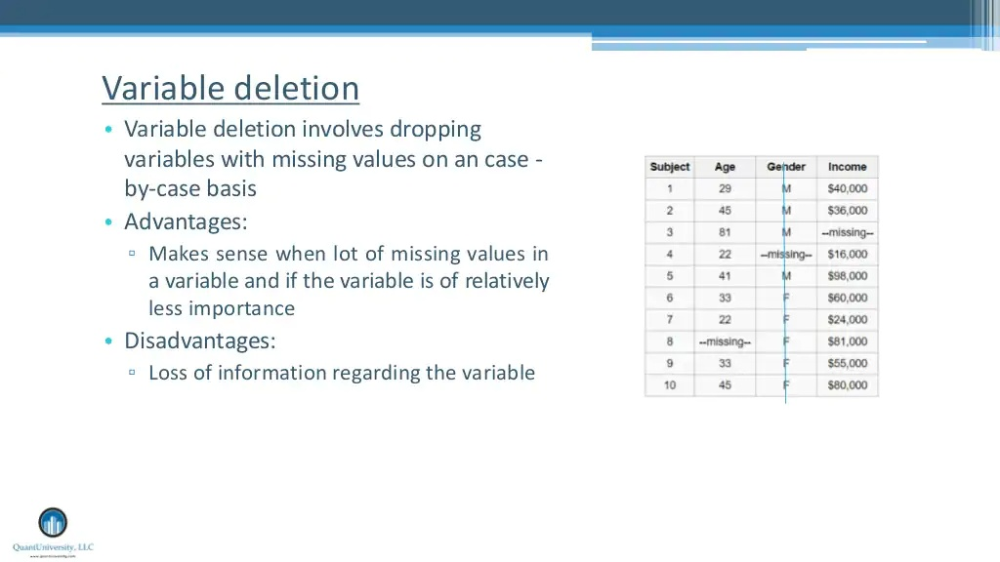 Variable deletion
• Variable deletion involves dropping
variables with missing values on an case -
by-case basis
• Advantages:
▫ Makes sense when lot of missing values in
a variable and if the variable is of relatively
less importance
• Disadvantages:
▫ Loss of information regarding the variable
Subject Age Gender Income
1 29 M $40,000
2 45 M $36,000
3 81 M --missing--
4 22 --missing-- $16,000
5 41 M $98,000
6 33 F $60,000
7 22 F $24,000
8 --missing-- F $81,000
9 33 F $55,000
10 45 F $80,000
QuantUniversity, LLC
www.quantuniversity.com